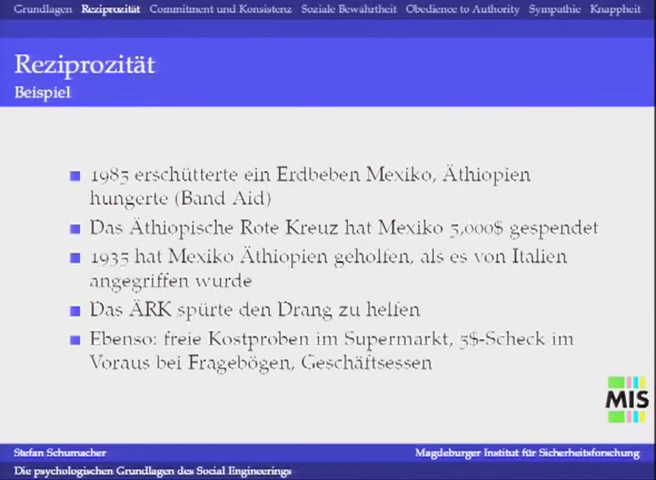 Grundlagen Reziprozität Commitment und Konsistenz Soziale Bewährtheit Obedience to Authority Sympathie Knappheit
Reziprozität
Beispiel
1985 erschütterte ein Erdbeben Mexiko, Äthiopien
hungerte (Band Aid)
Das Äthiopische Rote Kreuz hat Mexiko 5,000$ gespendet
1935 hat Mexiko Äthiopien geholfen, als es von Italien
angegriffen wurde
Das ÄRK spürte den Drang zu helfen
Ebenso: freie Kostproben im Supermarkt, 5$-Scheck im
Voraus bei Fragebögen, Geschäftsessen
MIS
Stefan Schumacher Magdeburger Institut für Sicherheitsforschung
Die psychologischen Grundlagen des Social Engineerings